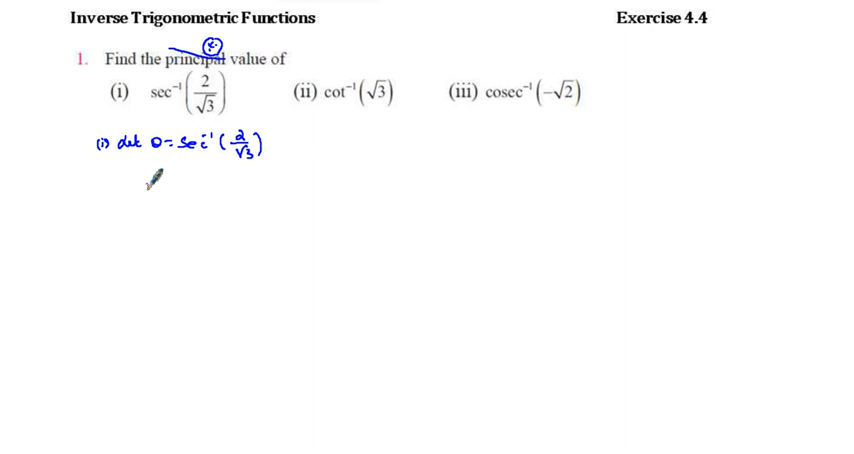 Inverse Trigonometric Functions Exercise 4.4
1. Find the principal value of
(i) sec⁻¹(2/√3) (ii) cot⁻¹(√3) (iii) cosec⁻¹(−√2)
(i) Let θ = sec⁻¹(2/√3)